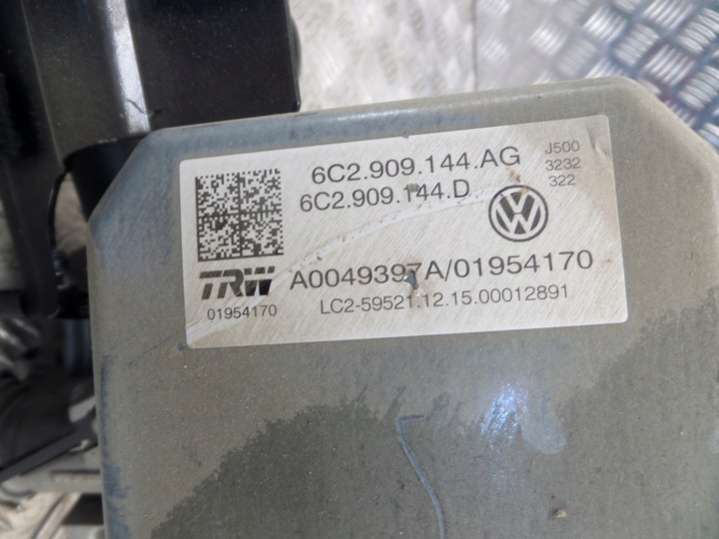 6C2.909.144.AG
6C2.909.144.D
J500
3232
322
TRW
A0049397A/01954170
01954170
LC2-59521.12.15.00012891